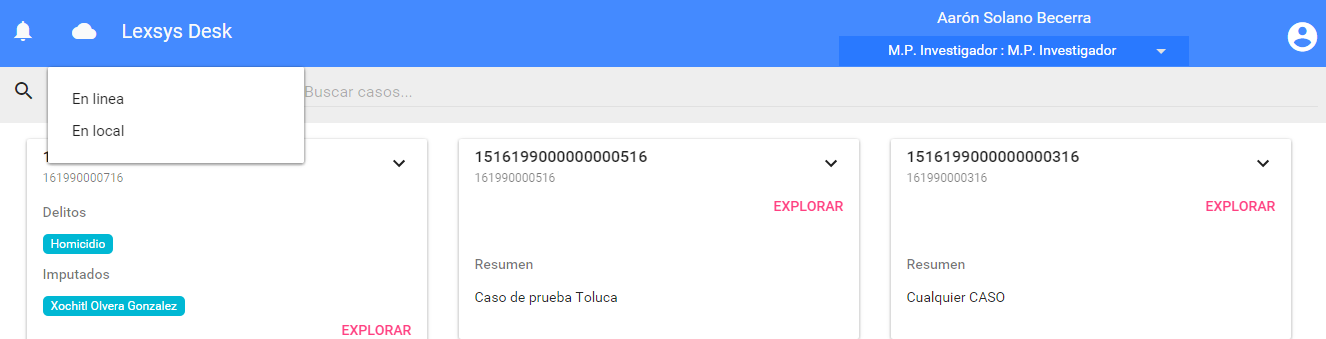 Lexsys Desk
Aarón Solano Becerra
M.P. Investigador : M.P. Investigador
En linea
En local
Buscar casos...
161990000716
Delitos
Homicidio
Imputados
Xochitl Olvera Gonzalez
EXPLORAR
1516199000000000516
161990000516
EXPLORAR
Resumen
Caso de prueba Toluca
1516199000000000316
161990000316
EXPLORAR
Resumen
Cualquier CASO